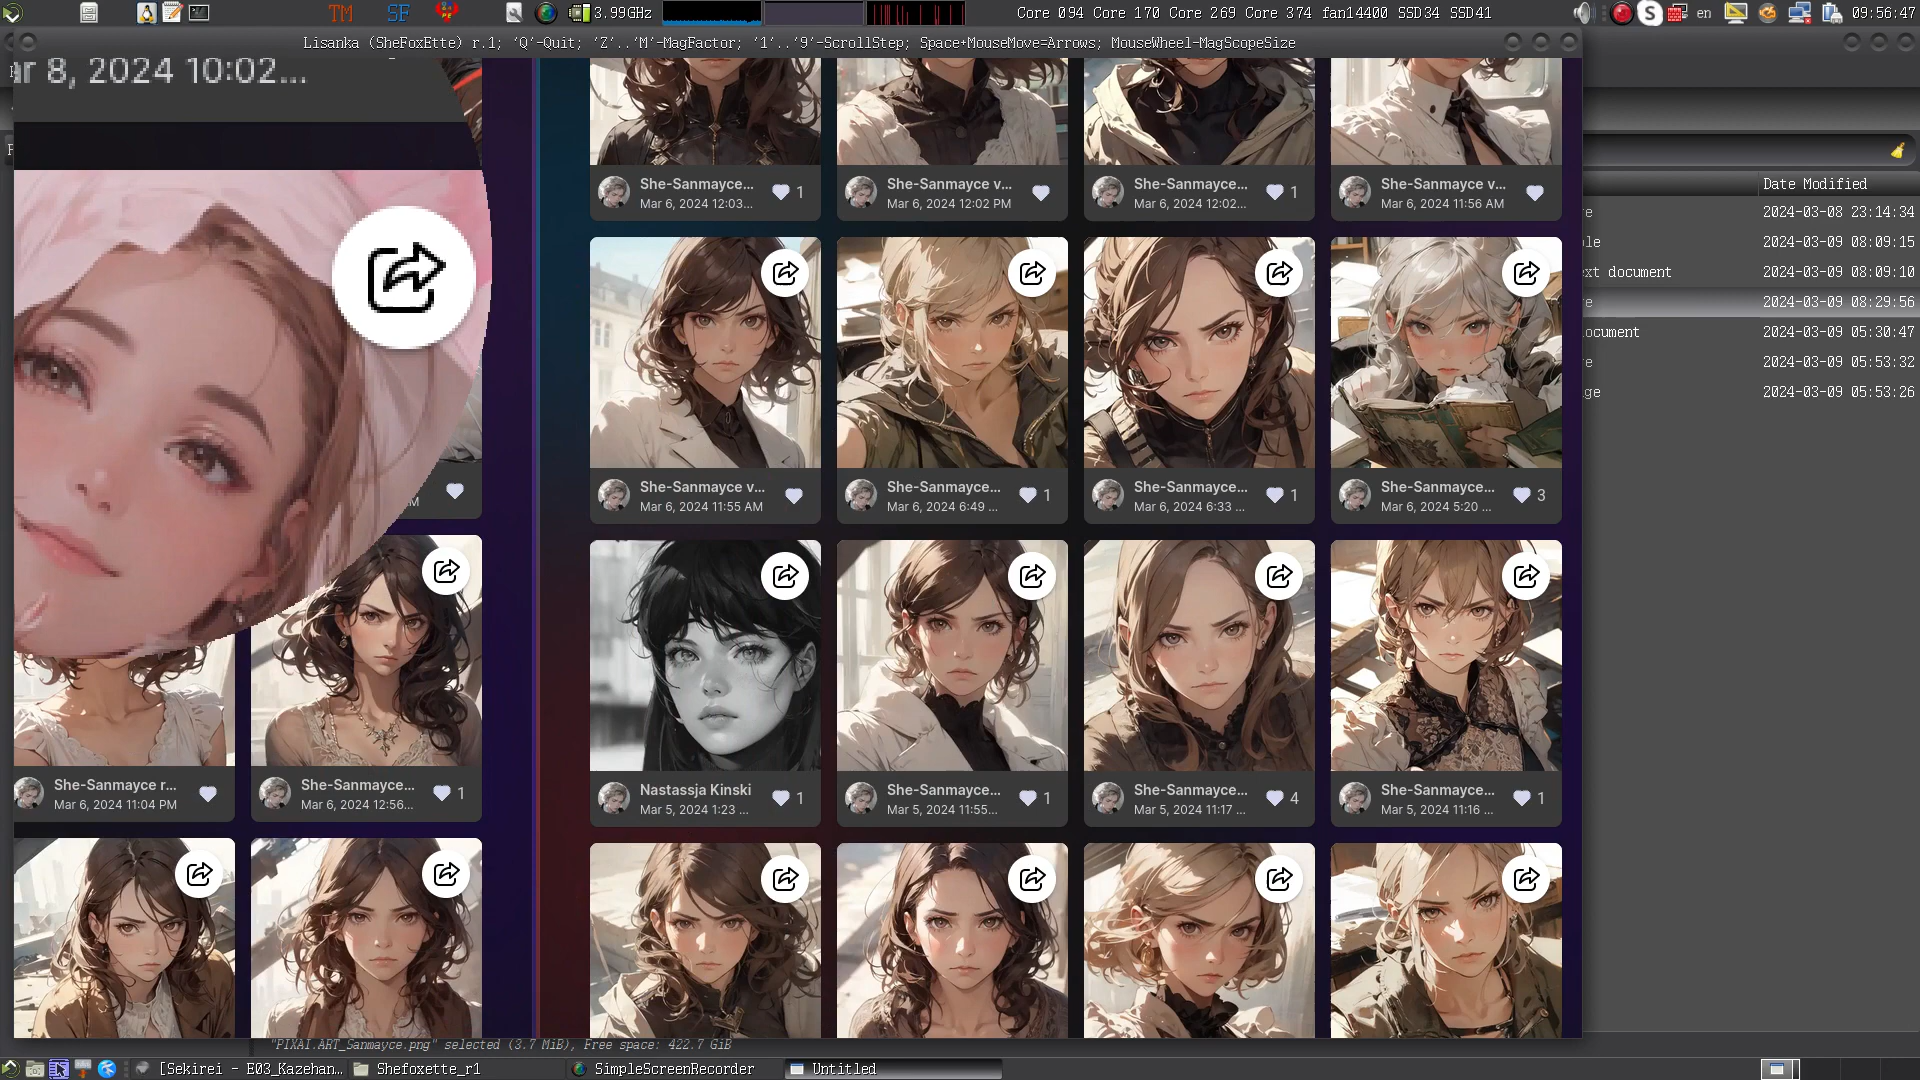 TM SF 3.99GHz Core 094 Core 170 Core 269 Core 374 fan14400 SSD34 SSD41 en 09:56:47
Lisanka (SheFoxEtte) r.1; 'Q'-Quit; 'Z'..'M'-MagFactor; '1'..'9'-ScrollStep; Space+MouseMove=Arrows; MouseWheel-MagScopeSize
ar 8, 2024 10:02...
She-Sanmayce... 1
Mar 6, 2024 12:03...
She-Sanmayce v...
Mar 6, 2024 12:02 PM
She-Sanmayce... 1
Mar 6, 2024 12:02...
She-Sanmayce v...
Mar 6, 2024 11:56 AM
She-Sanmayce v...
Mar 6, 2024 11:55 AM
She-Sanmayce... 1
Mar 6, 2024 6:49 ...
She-Sanmayce... 1
Mar 6, 2024 6:33 ...
She-Sanmayce... 3
Mar 6, 2024 5:20 ...
She-Sanmayce r...
Mar 6, 2024 11:04 PM
She-Sanmayce... 1
Mar 6, 2024 12:56...
Nastassja Kinski 1
Mar 5, 2024 1:23 ...
She-Sanmayce... 1
Mar 5, 2024 11:55...
She-Sanmayce... 4
Mar 5, 2024 11:17 ...
She-Sanmayce... 1
Mar 5, 2024 11:16 ...
Date Modified
re 2024-03-08 23:14:34
ole 2024-03-09 08:09:15
ext document 2024-03-09 08:09:10
re 2024-03-09 08:29:56
ocument 2024-03-09 05:30:47
re 2024-03-09 05:53:32
ge 2024-03-09 05:53:26
"PIXAI.ART_Sanmayce.png" selected (3.7 MiB), Free space: 422.7 GiB
[Sekirei - E03_Kazehan... Shefoxette_r1 SimpleScreenRecorder Untitled